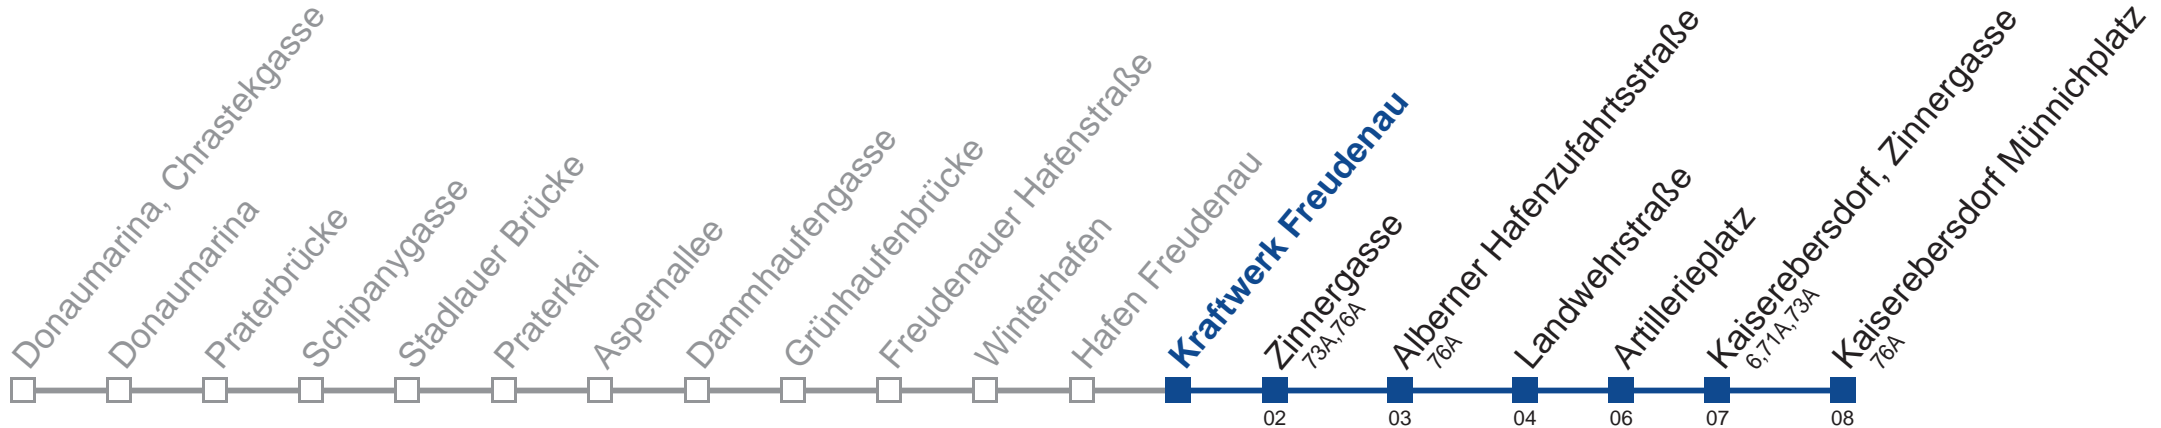 Donaumarina, Chrastekgasse
Donaumarina
Praterbrücke
Schipanygasse
Stadlauer Brücke
Praterkai
Aspernallee
Dammhaufengasse
Grünhaufenbrücke
Freudenauer Hafenstraße
Winterhafen
Hafen Freudenau
Kraftwerk Freudenau
Zinnergasse
73A,76A
02
Alberner Hafenzufahrtsstraße
76A
03
Landwehrstraße
04
Artillerieplatz
06
Kaiserebersdorf, Zinnergasse
6,71A,73A
07
Kaiserebersdorf Münnichplatz
76A
08